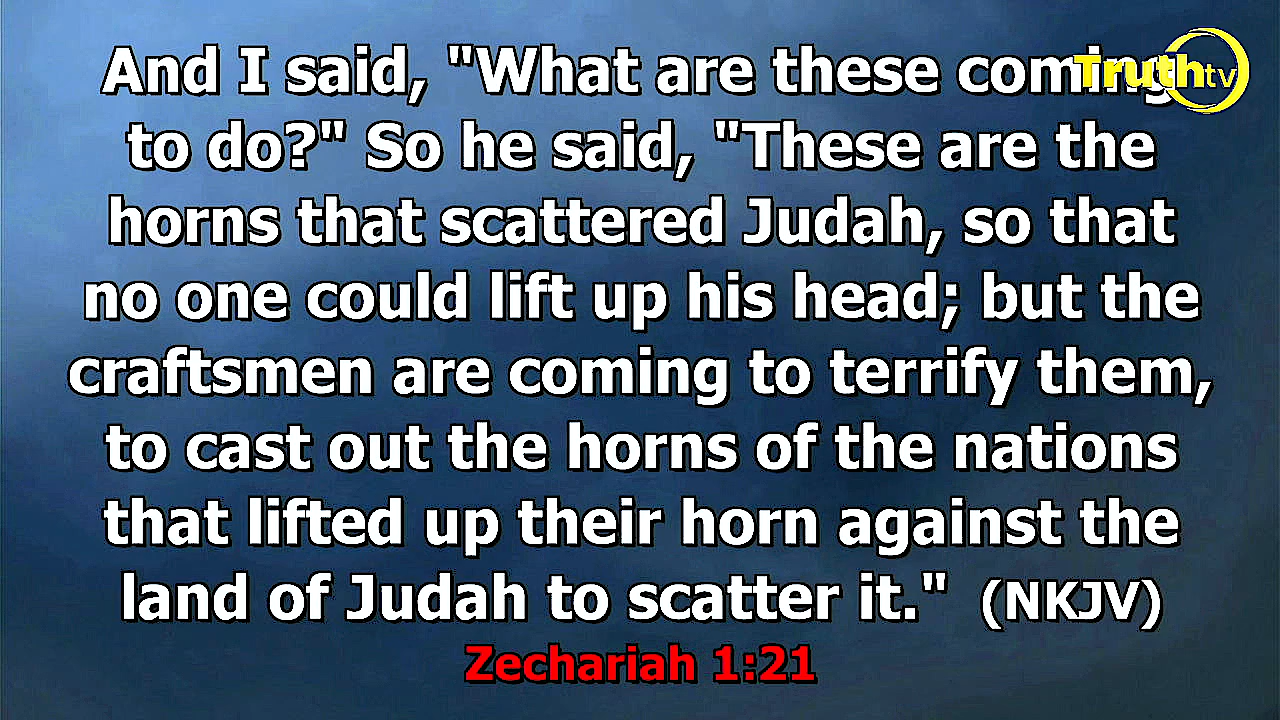 And I said, "What are these coming
to do?" So he said, "These are the
horns that scattered Judah, so that
no one could lift up his head; but the
craftsmen are coming to terrify them,
to cast out the horns of the nations
that lifted up their horn against the
land of Judah to scatter it." (NKJV)
Zechariah 1:21
Truthtv